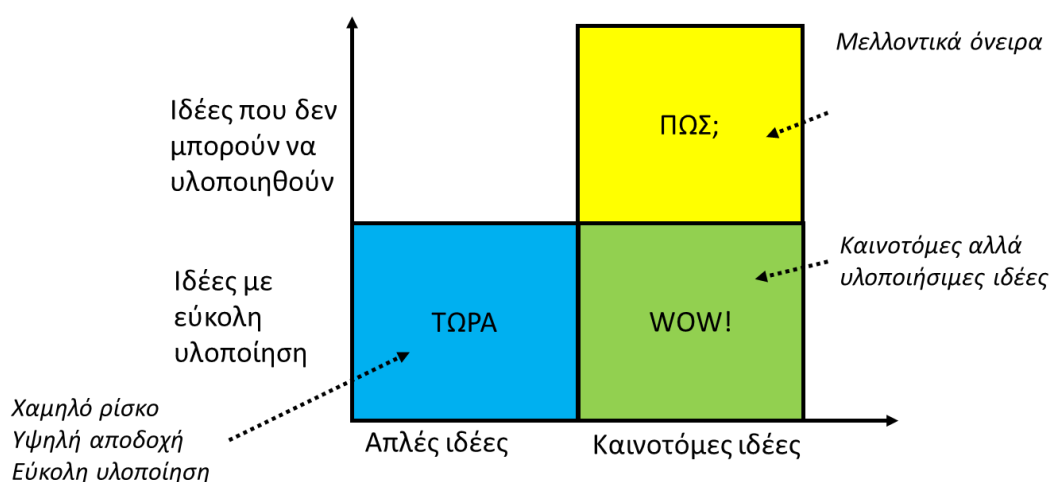 Μελλοντικά όνειρα
Ιδέες που δεν
μπορούν να
υλοποιηθούν
ΠΩΣ;
Καινοτόμες αλλά
υλοποιήσιμες ιδέες
Ιδέες με
εύκολη
υλοποίηση
ΤΩΡΑ
WOW!
Χαμηλό ρίσκο
Υψηλή αποδοχή
Εύκολη υλοποίηση
Απλές ιδέες
Καινοτόμες ιδέες